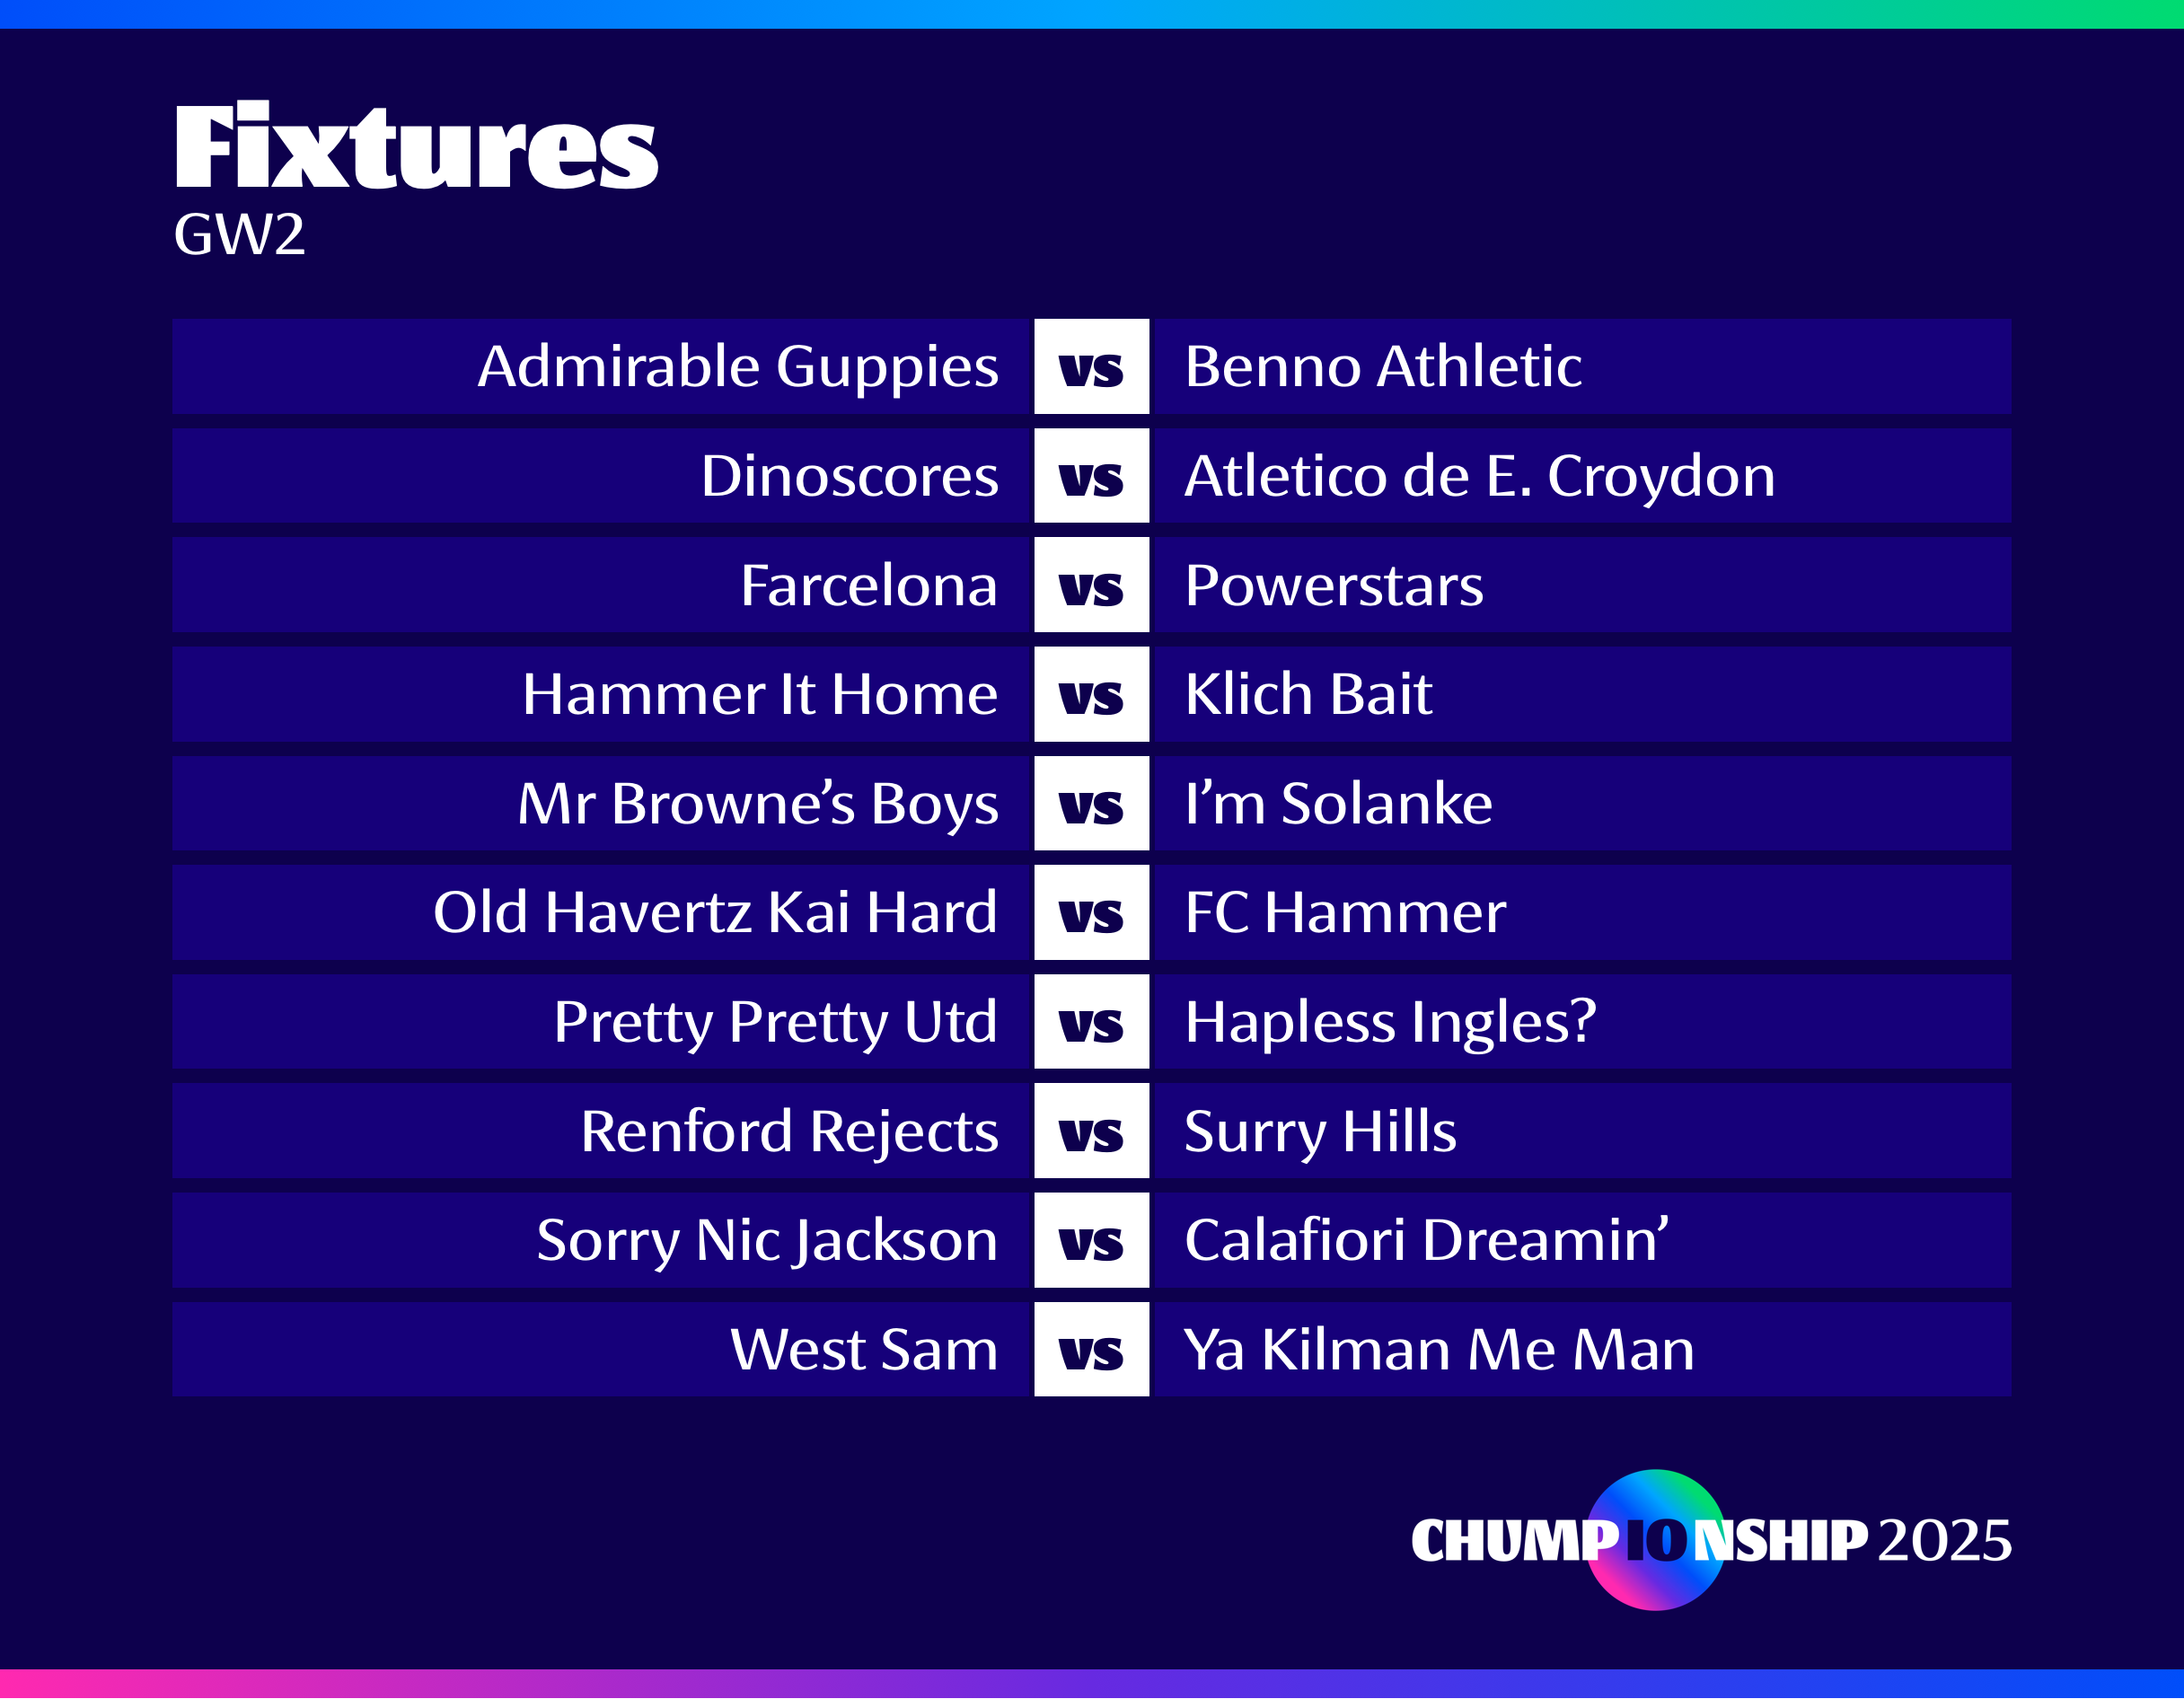 Fixtures
GW2
Admirable Guppies vs Benno Athletic
Dinoscores vs Atletico de E. Croydon
Farcelona vs Powerstars
Hammer It Home vs Klich Bait
Mr Browne’s Boys vs I’m Solanke
Old Havertz Kai Hard vs FC Hammer
Pretty Pretty Utd vs Hapless Ingles?
Renford Rejects vs Surry Hills
Sorry Nic Jackson vs Calafiori Dreamin’
West Sam vs Ya Kilman Me Man
CHUMPIONSHIP 2025